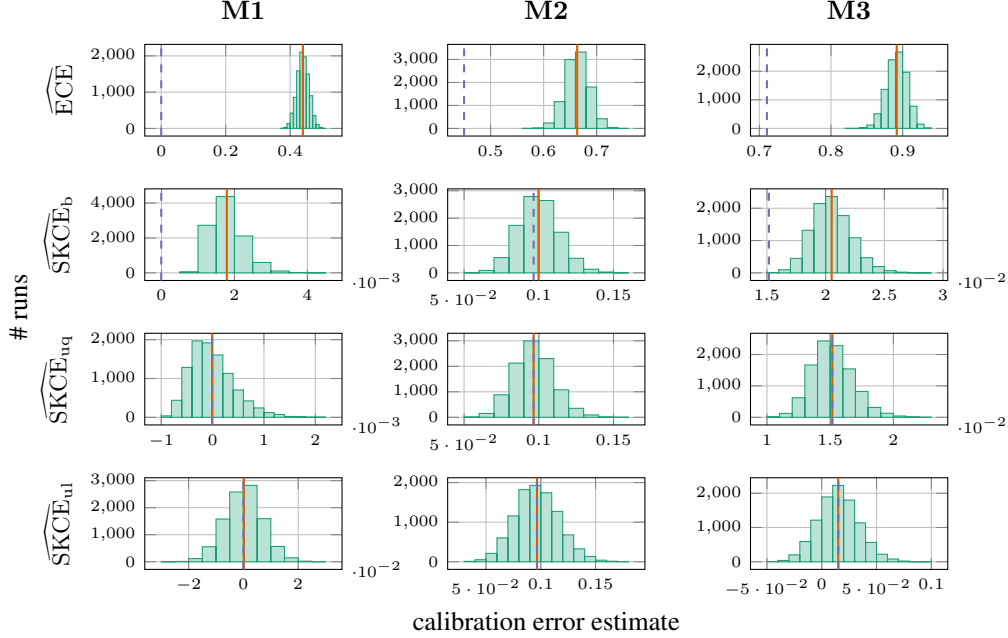 M1 M2 M3
ECE
2,000
1,000
0
0 0.2 0.4
3,000
2,000
1,000
0
0.5 0.6 0.7
2,000
1,000
0
0.7 0.8 0.9
SKCE_b
4,000
2,000
0
0 2 4
·10⁻³
3,000
2,000
1,000
0
5 · 10⁻² 0.1 0.15
2,000
1,000
0
1.5 2 2.5 3
·10⁻²
SKCE_uq
2,000
1,000
0
−1 0 1 2
·10⁻³
3,000
2,000
1,000
0
5 · 10⁻² 0.1 0.15
2,000
1,000
0
1 1.5 2
·10⁻²
SKCE_ul
3,000
2,000
1,000
0
−2 0 2
·10⁻²
2,000
1,000
0
5 · 10⁻² 0.1 0.15
2,000
1,000
0
−5 · 10⁻² 0 5 · 10⁻² 0.1
# runs
calibration error estimate